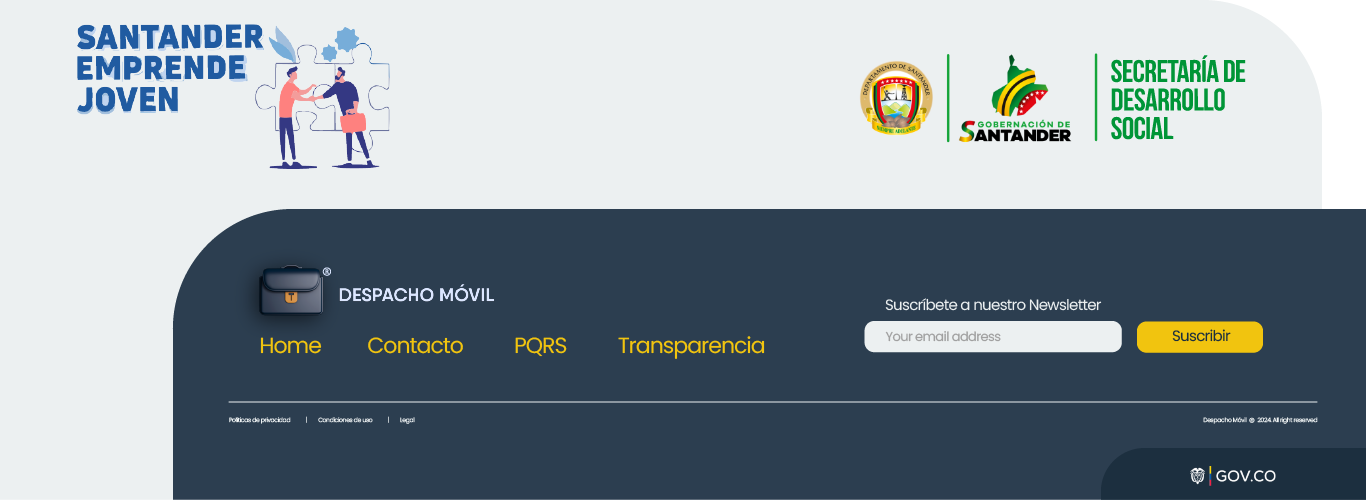 SANTANDER
EMPRENDE
JOVEN
DEPARTAMENTO DE SANTANDER
SIEMPRE ADELANTE
GOBERNACIÓN DE
SANTANDER
SECRETARÍA DE
DESARROLLO
SOCIAL
®
DESPACHO MÓVIL
Home Contacto PQRS Transparencia
Suscríbete a nuestro Newsletter
Your email address
Suscribir
Políticas de privacidad | Condiciones de uso | Legal
Despacho Móvil ® 2024. All right reserved
GOV.CO